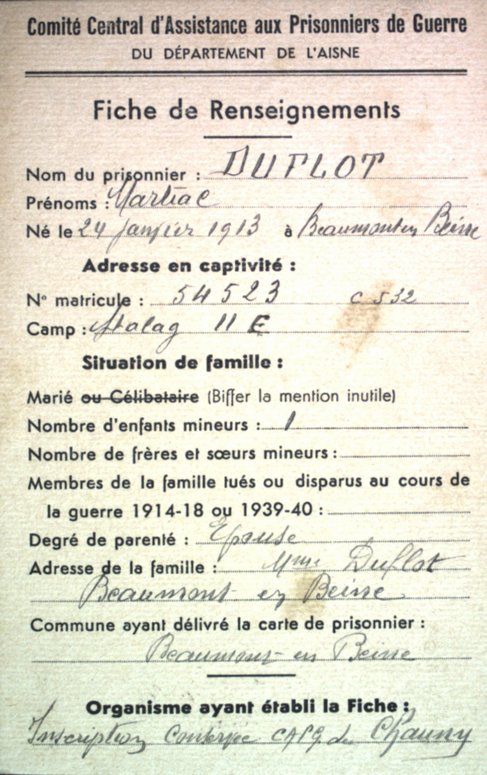 Comité Central d'Assistance aux Prisonniers de Guerre
DU DÉPARTEMENT DE L'AISNE
Fiche de Renseignements
Nom du prisonnier : DUFLOT
Prénoms : Martial
Né le 24 janvier 1913 à Beaumont en Beine
Adresse en captivité :
N° matricule : 54523 C 532
Camp : Stalag II E
Situation de famille :
Marié ou Célibataire (Biffer la mention inutile)
Nombre d'enfants mineurs : 1
Nombre de frères et sœurs mineurs :
Membres de la famille tués ou disparus au cours de
la guerre 1914-18 ou 1939-40 :
Degré de parenté : Epouse
Adresse de la famille : Mme Duflot
Beaumont en Beine
Commune ayant délivré la carte de prisonnier :
Beaumont en Beine
Organisme ayant établi la Fiche :
Inscription CAPG de Chauny